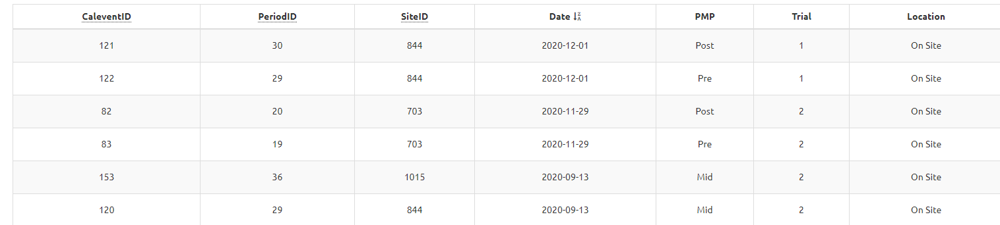 CaleventID PeriodID SiteID Date PMP Trial Location
121 30 844 2020-12-01 Post 1 On Site
122 29 844 2020-12-01 Pre 1 On Site
82 20 703 2020-11-29 Post 2 On Site
83 19 703 2020-11-29 Pre 2 On Site
153 36 1015 2020-09-13 Mid 2 On Site
120 29 844 2020-09-13 Mid 2 On Site